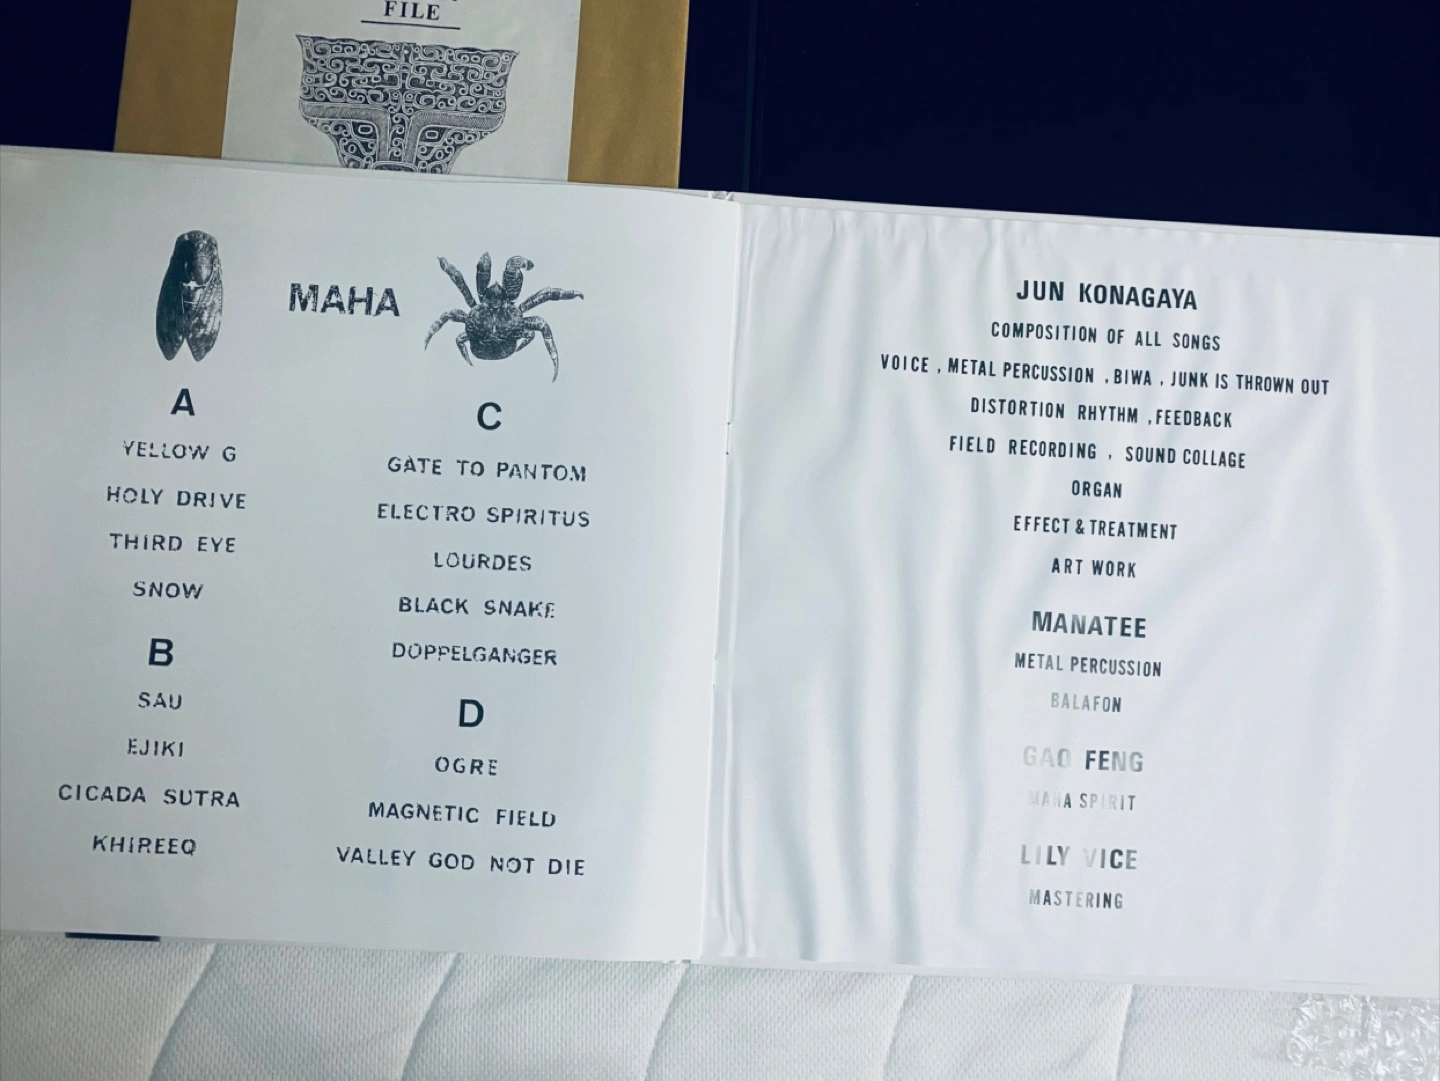 FILE
MAHA
A
YELLOW G
HOLY DRIVE
THIRD EYE
SNOW
B
SAU
EJIKI
CICADA SUTRA
KHIREEQ
C
GATE TO PANTOM
ELECTRO SPIRITUS
LOURDES
BLACK SNAKE
DOPPELGANGER
D
OGRE
MAGNETIC FIELD
VALLEY GOD NOT DIE
JUN KONAGAYA
COMPOSITION OF ALL SONGS
VOICE , METAL PERCUSSION , BIWA , JUNK IS THROWN OUT
DISTORTION RHYTHM , FEEDBACK
FIELD RECORDING , SOUND COLLAGE
ORGAN
EFFECT & TREATMENT
ART WORK
MANATEE
METAL PERCUSSION
BALAFON
GAO FENG
MAHA SPIRIT
LILY VICE
MASTERING